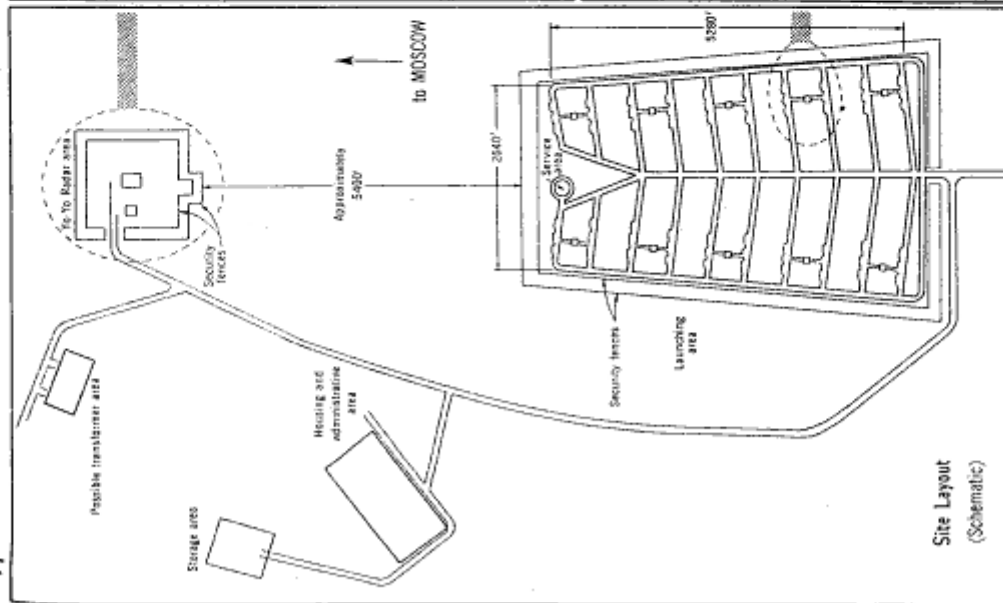 Yo-Yo Radar area
to MOSCOW
5280'
2640'
Service
area
Approximately
5400'
Security
fences
Possible transformer area
Housing and
administrative
area
Storage area
Security fences
Launching
area
Site Layout
(Schematic)